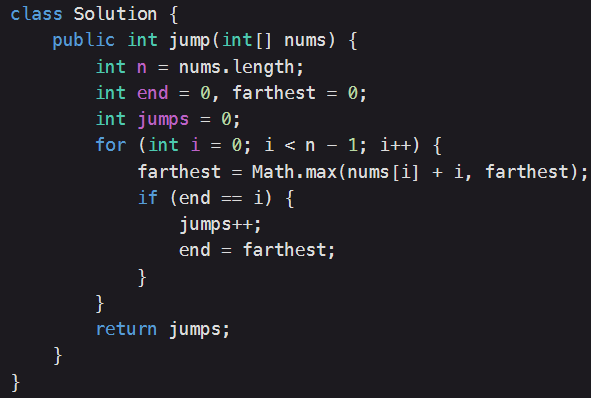 class Solution {
    public int jump(int[] nums) {
        int n = nums.length;
        int end = 0, farthest = 0;
        int jumps = 0;
        for (int i = 0; i < n - 1; i++) {
            farthest = Math.max(nums[i] + i, farthest);
            if (end == i) {
                jumps++;
                end = farthest;
            }
        }
        return jumps;
    }
}